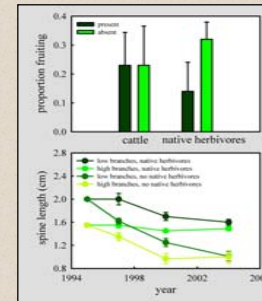 proportion fruiting
0.4
0.3
0.2
0.1
0.0
present
absent
cattle
native herbivores
spine length (cm)
2.8
2.4
2.0
1.6
1.2
0.8
low branches, native herbivores
high branches, native herbivores
low branches, no native herbivores
high branches, no native herbivores
1994
1998
2002
year